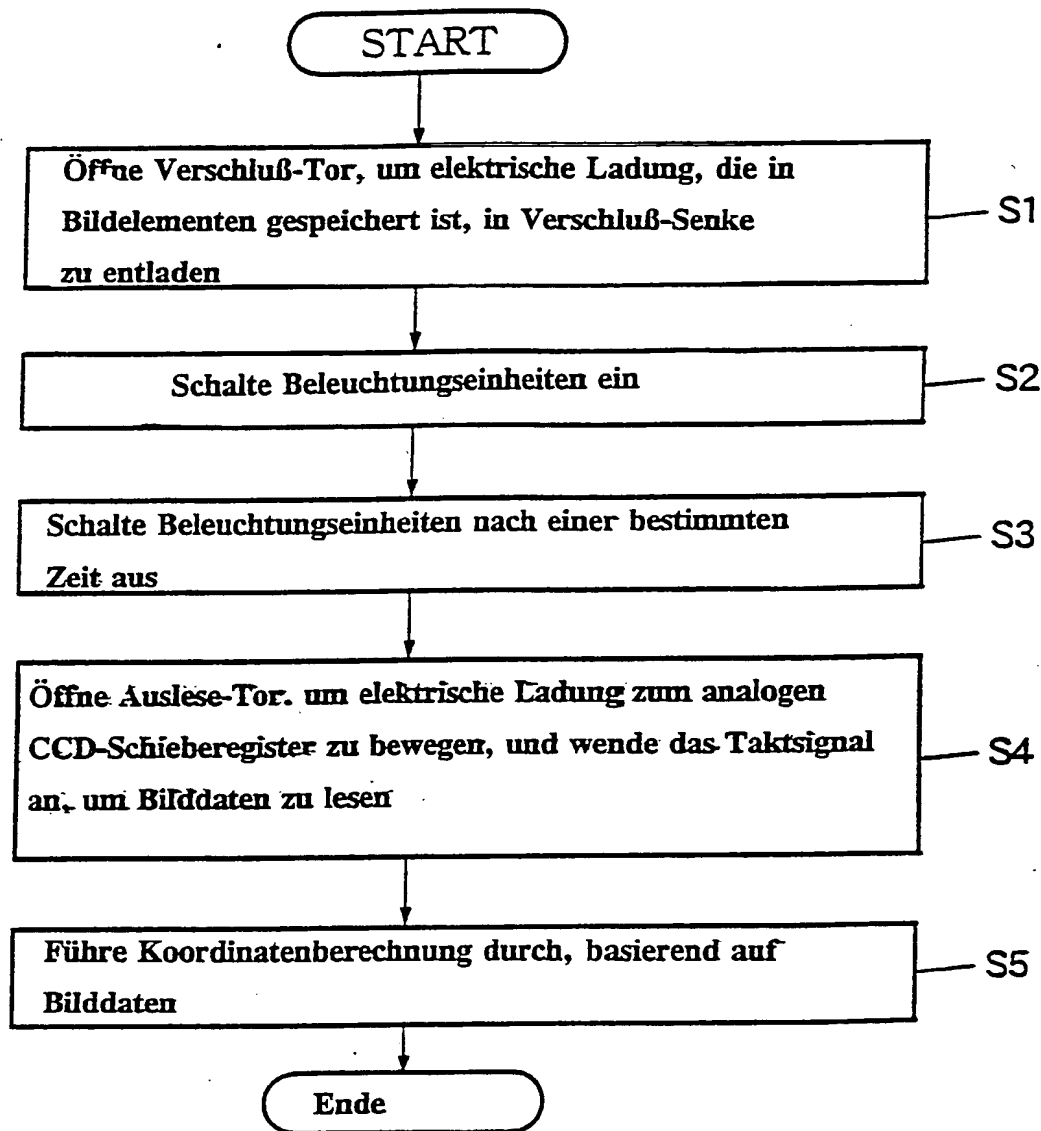 START
Öffne Verschluß-Tor, um elektrische Ladung, die in
Bildelementen gespeichert ist, in Verschluß-Senke
zu entladen
S1
Schalte Beleuchtungseinheiten ein
S2
Schalte Beleuchtungseinheiten nach einer bestimmten
Zeit aus
S3
Öffne Auslese-Tor. um elektrische Ladung zum analogen
CCD-Schieberegister zu bewegen, und wende das Taktsignal
an, um Bilddaten zu lesen
S4
Führe Koordinatenberechnung durch, basierend auf
Bilddaten
S5
Ende